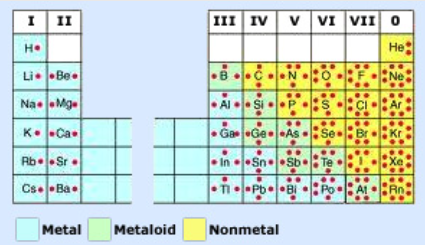 I II III IV V VI VII 0
H He
Li Be B C N O F Ne
Na Mg Al Si P S Cl Ar
K Ca Ga Ge As Se Br Kr
Rb Sr In Sn Sb Te I Xe
Cs Ba Tl Pb Bi Po At Rn
Metal Metaloid Nonmetal